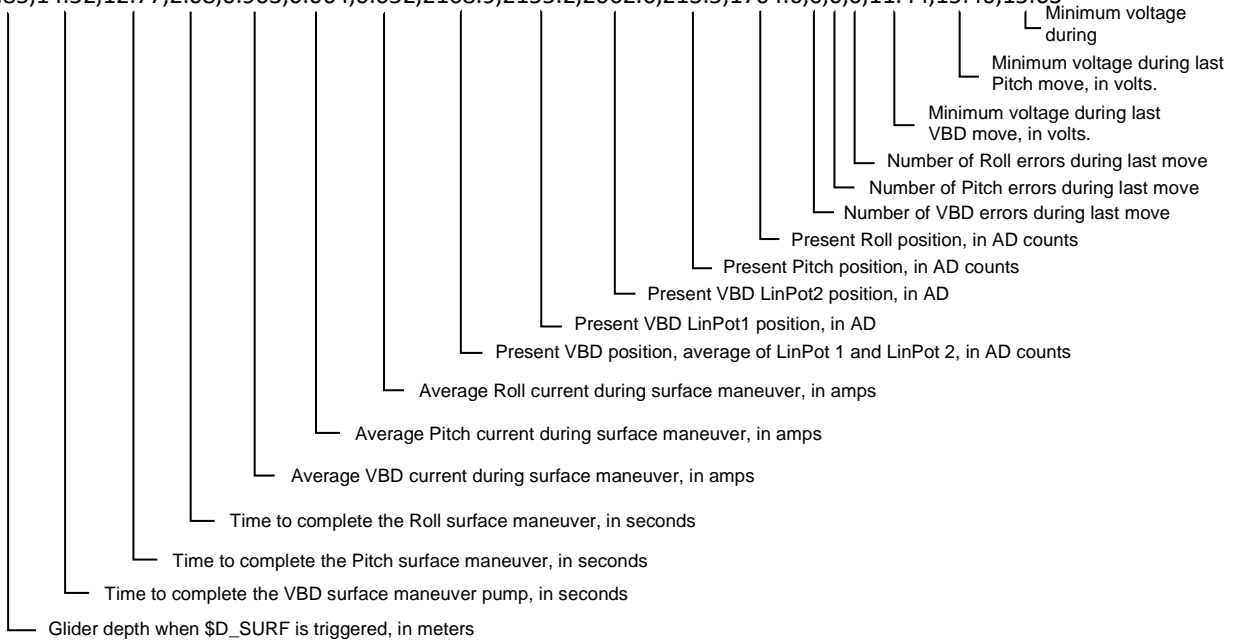 Minimum voltage
during
Minimum voltage during last
Pitch move, in volts.
Minimum voltage during last
VBD move, in volts.
Number of Roll errors during last move
Number of Pitch errors during last move
Number of VBD errors during last move
Present Roll position, in AD counts
Present Pitch position, in AD counts
Present VBD LinPot2 position, in AD
Present VBD LinPot1 position, in AD
Present VBD position, average of LinPot 1 and LinPot 2, in AD counts
Average Roll current during surface maneuver, in amps
Average Pitch current during surface maneuver, in amps
Average VBD current during surface maneuver, in amps
Time to complete the Roll surface maneuver, in seconds
Time to complete the Pitch surface maneuver, in seconds
Time to complete the VBD surface maneuver pump, in seconds
Glider depth when $D_SURF is triggered, in meters